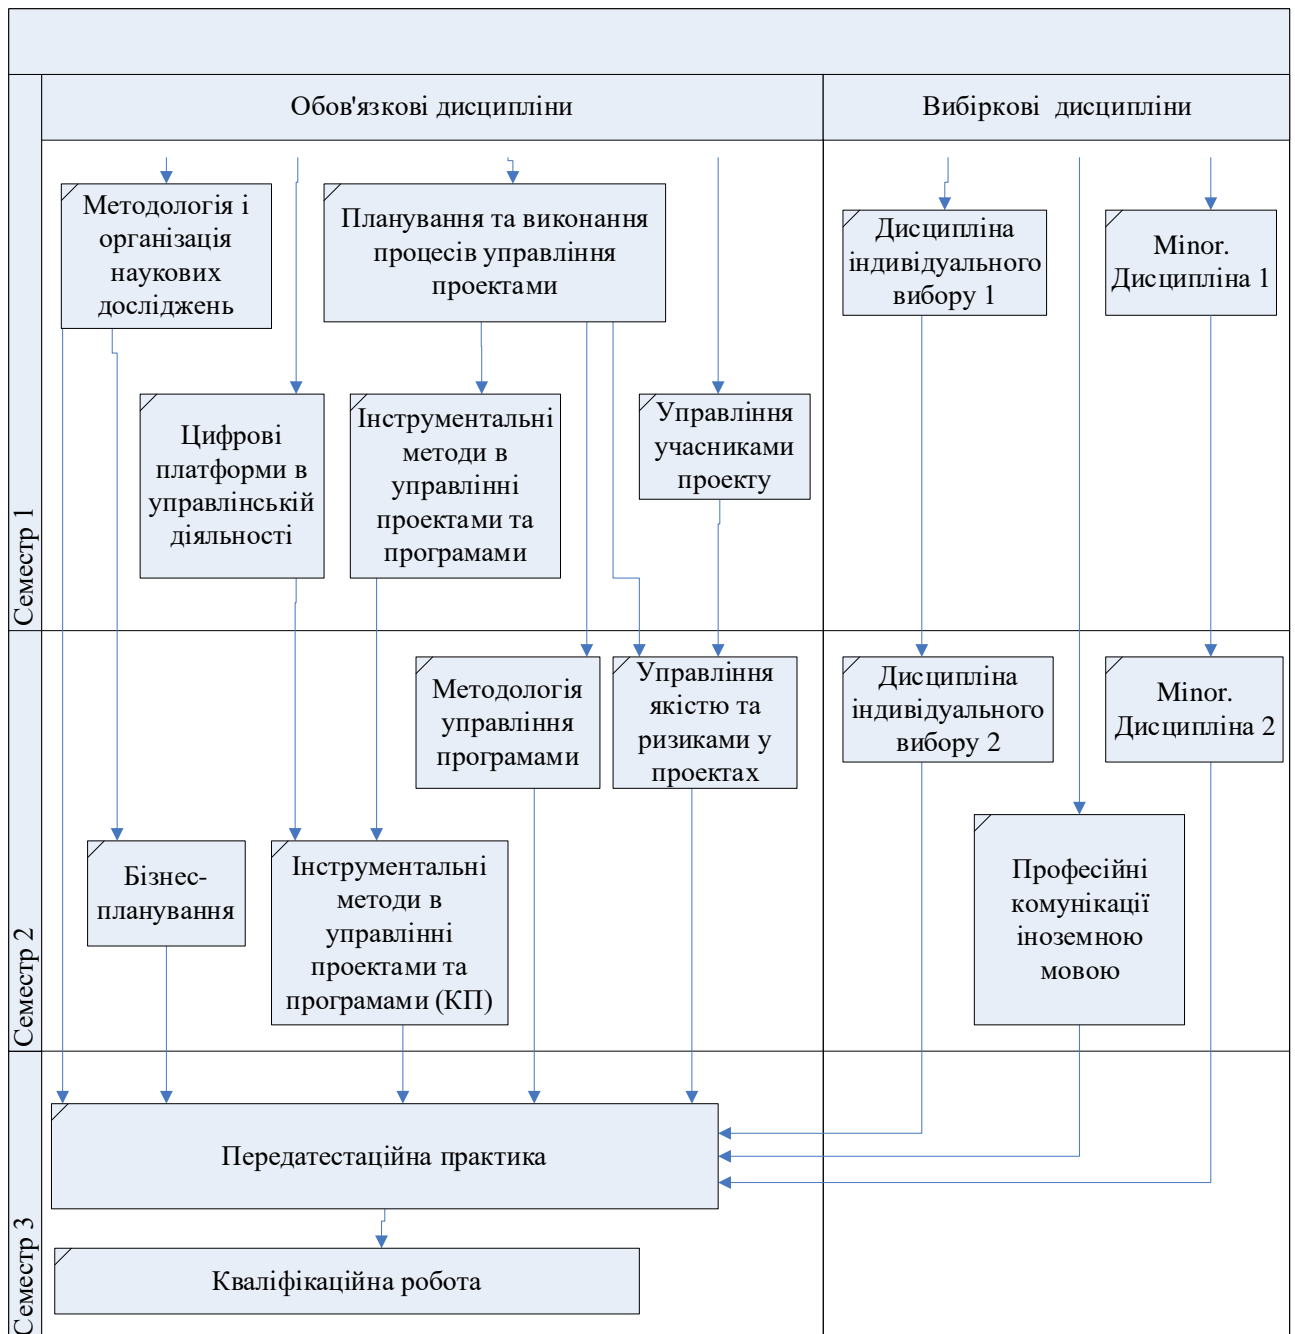 Обов'язкові дисципліни
Вибіркові дисципліни
Семестр 1
Методологія і
організація
наукових
досліджень
Планування та виконання
процесів управління
проектами
Дисципліна
індивідуального
вибору 1
Minor.
Дисципліна 1
Цифрові
платформи в
управлінській
діяльності
Інструментальні
методи в
управлінні
проектами та
програмами
Управління
учасниками
проекту
Семестр 2
Методологія
управління
програмами
Управління
якістю та
ризиками у
проектах
Дисципліна
індивідуального
вибору 2
Minor.
Дисципліна 2
Бізнес-
планування
Інструментальні
методи в
управлінні
проектами та
програмами (КП)
Професійні
комунікації
іноземною
мовою
Семестр 3
Передатестаційна практика
Кваліфікаційна робота